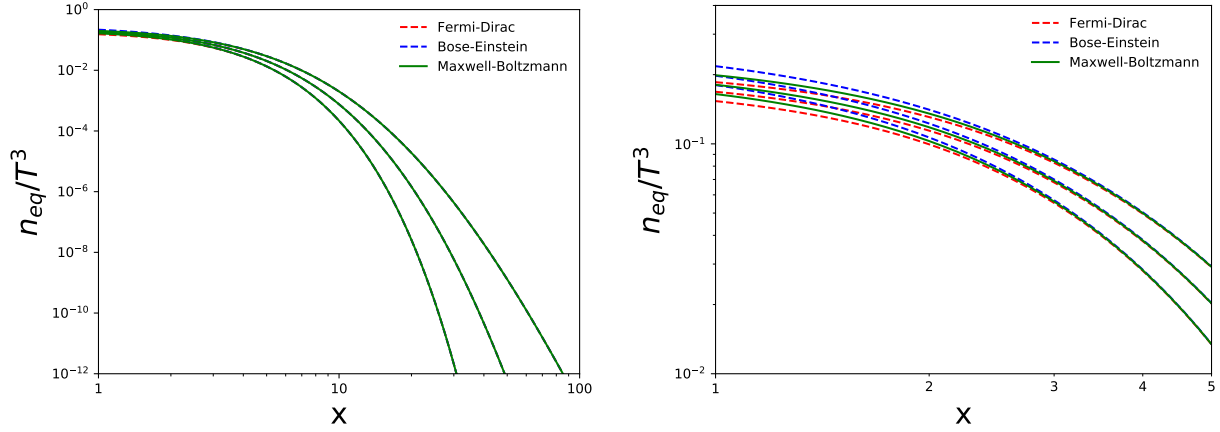 10^0
10^-2
10^-4
10^-6
10^-8
10^-10
10^-12
n_eq/T^3
1
10
100
x
Fermi-Dirac
Bose-Einstein
Maxwell-Boltzmann
10^-1
10^-2
n_eq/T^3
1
2
3
4
5
x
Fermi-Dirac
Bose-Einstein
Maxwell-Boltzmann